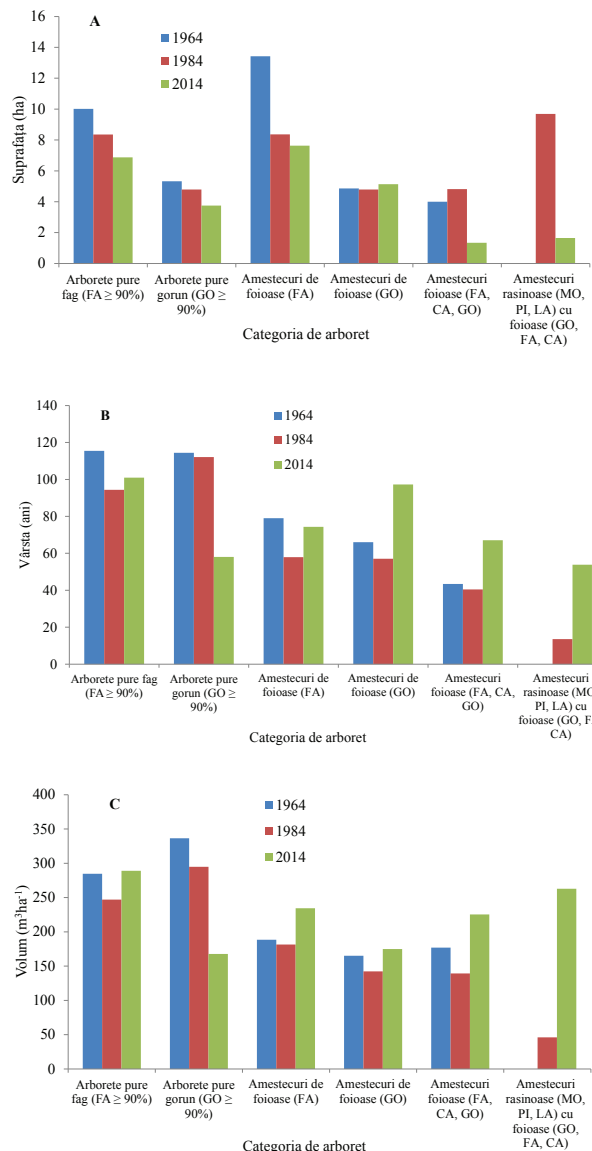 A
1964
1984
2014
Suprafața (ha)
16
14
12
10
8
6
4
2
0
Arborete pure
fag (FA ≥ 90%)
Arborete pure
gorun (GO ≥
90%)
Amestecuri de
foioase (FA)
Amestecuri de
foioase (GO)
Amestecuri
foioase (FA,
CA, GO)
Amestecuri
rasinoase (MO,
PI, LA) cu
foioase (GO,
FA, CA)
Categoria de arboret
B
1964
1984
2014
Vârsta (ani)
140
120
100
80
60
40
20
0
Arborete pure fag
(FA ≥ 90%)
Arborete pure
gorun (GO ≥
90%)
Amestecuri de
foioase (FA)
Amestecuri de
foioase (GO)
Amestecuri
foioase (FA, CA,
GO)
Amestecuri
rasinoase (MO
PI, LA) cu
foioase (GO, F
CA)
Categoria de arboret
C
1964
1984
2014
Volum (m³ha⁻¹)
400
350
300
250
200
150
100
50
0
Arborete pure
fag (FA ≥ 90%)
Arborete pure
gorun (GO ≥
90%)
Amestecuri de
foioase (FA)
Amestecuri de
foioase (GO)
Amestecuri
foioase (FA,
CA, GO)
Amestecuri
rasinoase (MO,
PI, LA) cu
foioase (GO,
FA, CA)
Categoria de arboret